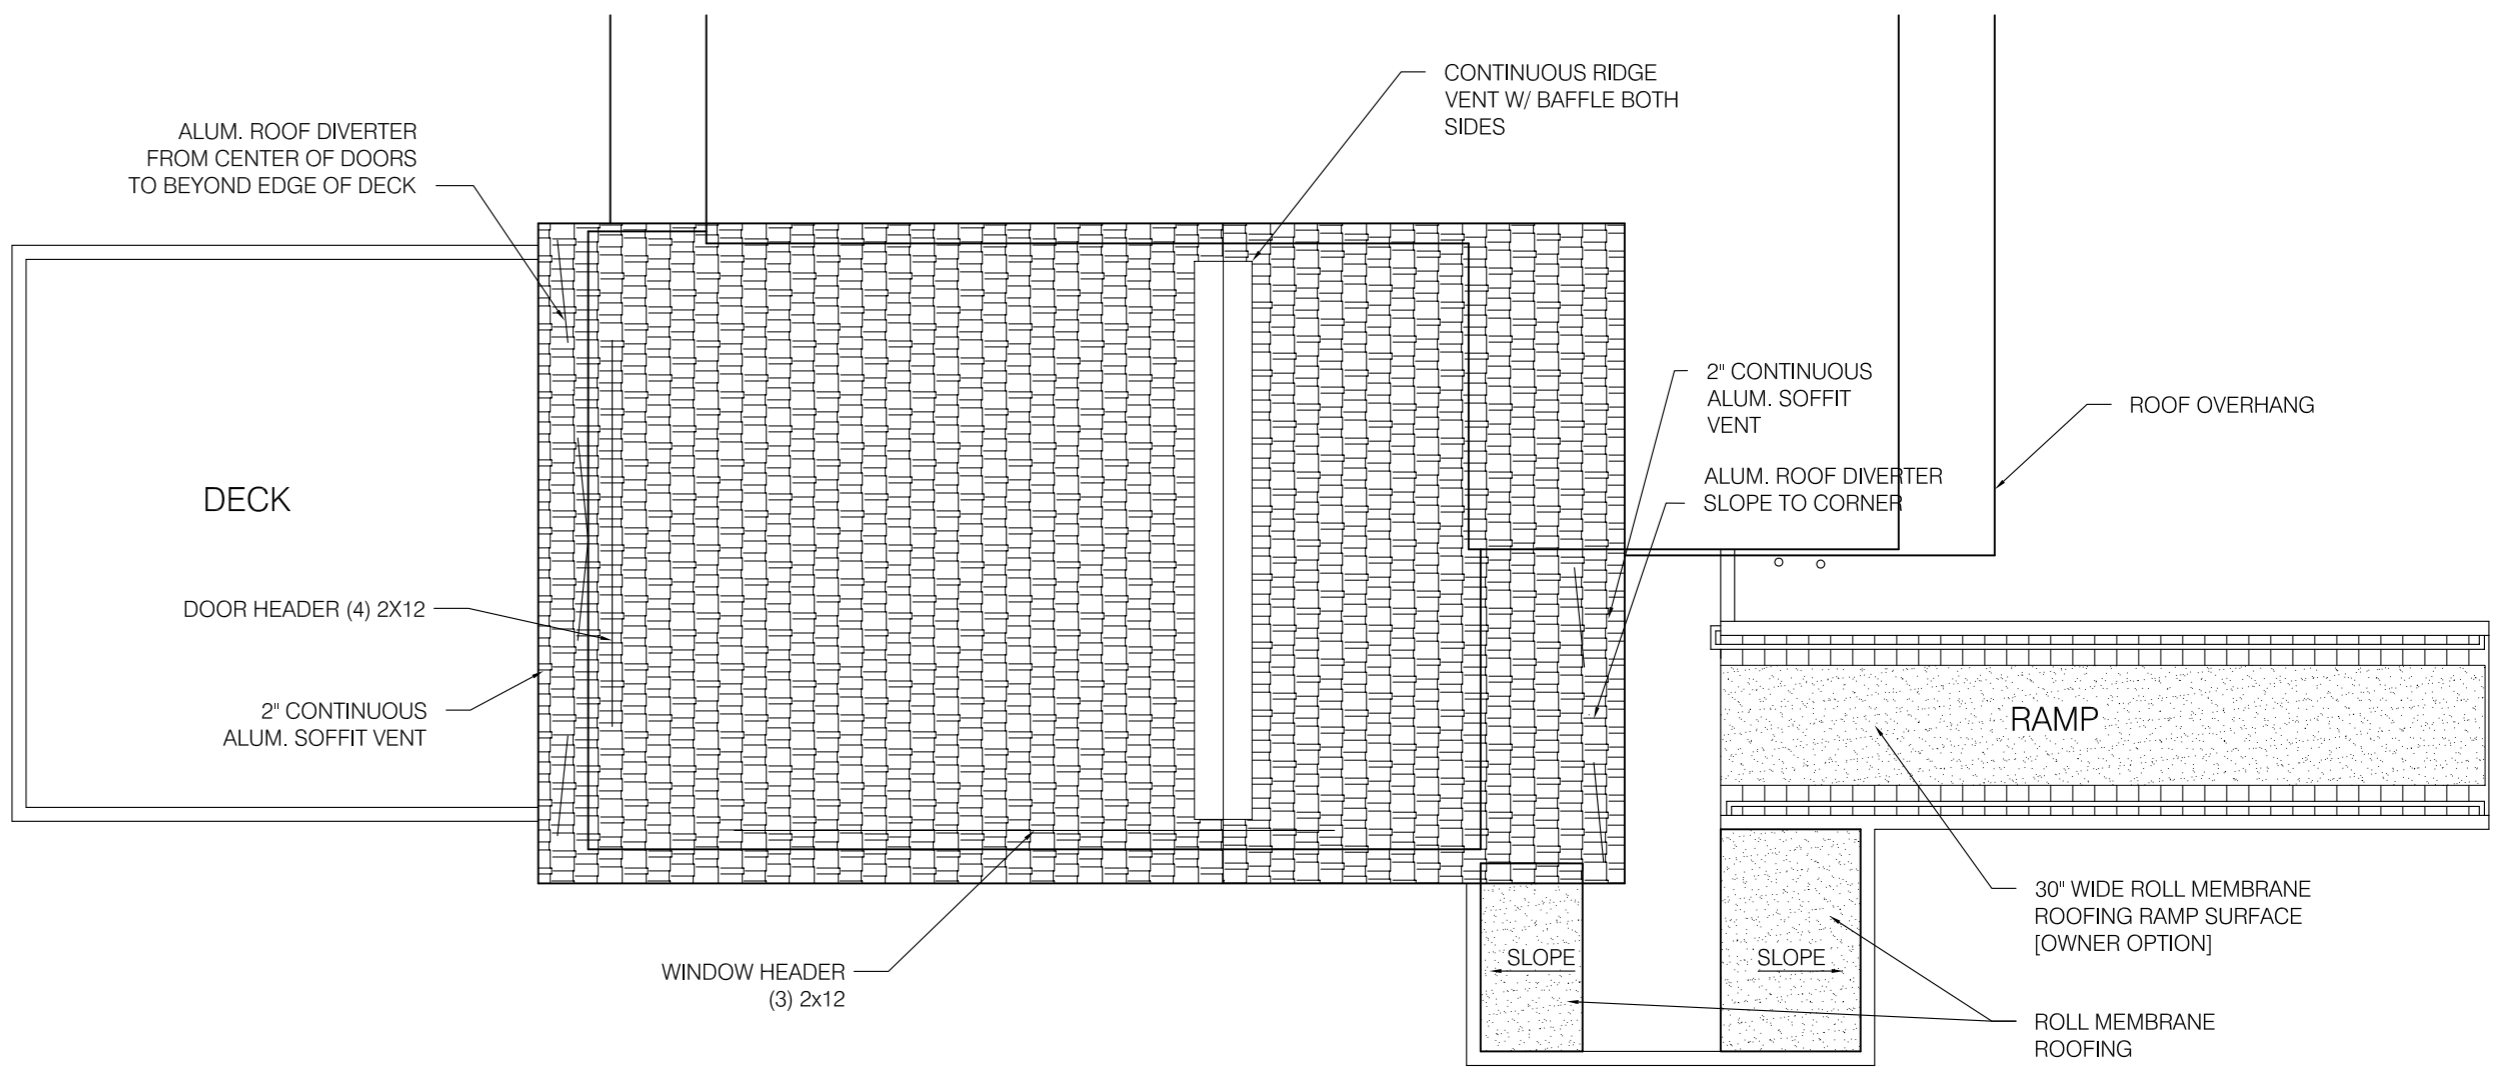 CONTINUOUS RIDGE
VENT W/ BAFFLE BOTH
SIDES
ALUM. ROOF DIVERTER
FROM CENTER OF DOORS
TO BEYOND EDGE OF DECK
2" CONTINUOUS
ALUM. SOFFIT
VENT
ROOF OVERHANG
ALUM. ROOF DIVERTER
SLOPE TO CORNER
DECK
DOOR HEADER (4) 2X12
2" CONTINUOUS
ALUM. SOFFIT VENT
RAMP
30" WIDE ROLL MEMBRANE
ROOFING RAMP SURFACE
[OWNER OPTION]
WINDOW HEADER
(3) 2x12
SLOPE
SLOPE
ROLL MEMBRANE
ROOFING